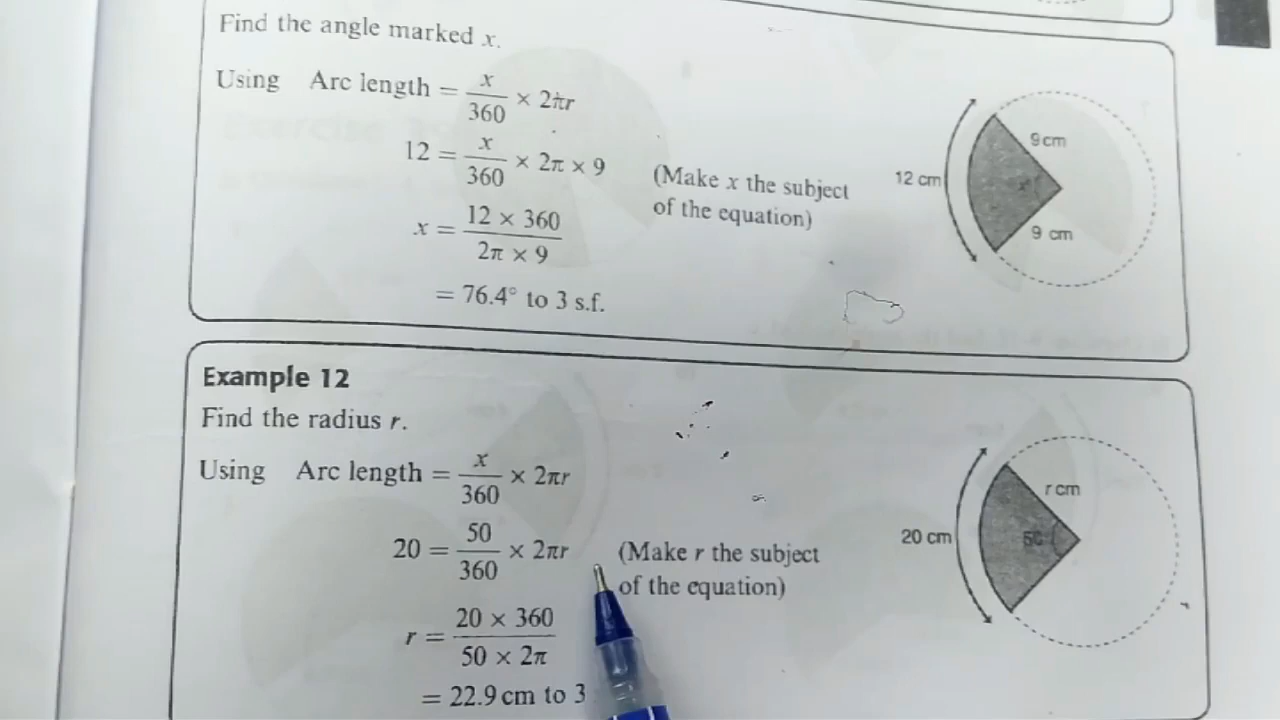 Find the angle marked x.
Using Arc length = x/360 × 2πr
12 = x/360 × 2π × 9
(Make x the subject
of the equation)
x = 12 × 360/2π × 9
= 76.4° to 3 s.f.
12 cm
9 cm
x
9 cm
Example 12
Find the radius r.
Using Arc length = x/360 × 2πr
20 = 50/360 × 2πr
(Make r the subject
of the equation)
r = 20 × 360/50 × 2π
= 22.9 cm to 3
20 cm
r cm